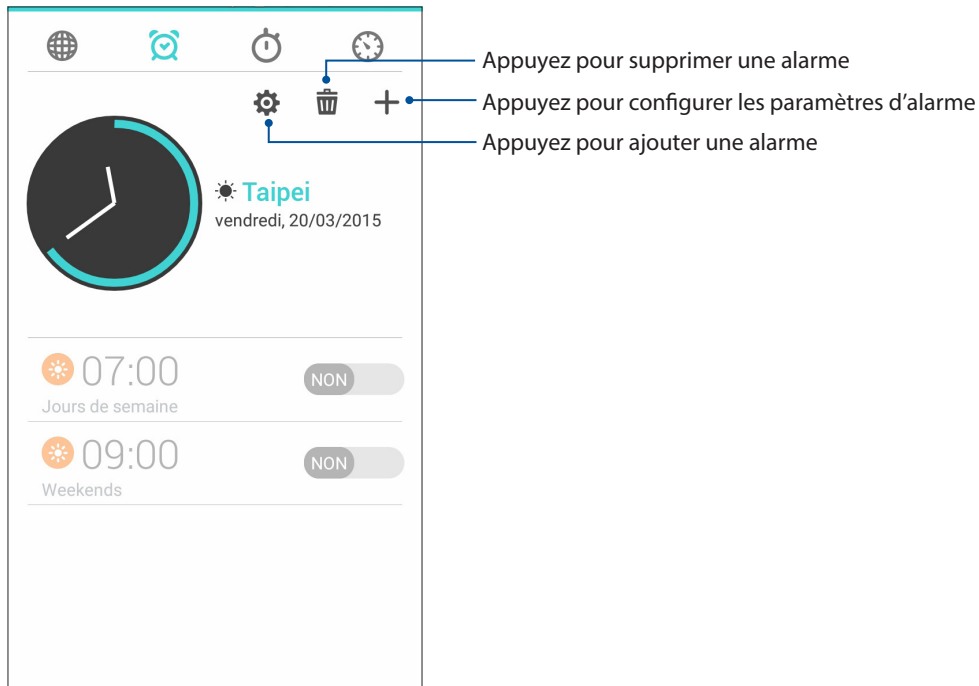 Appuyez pour supprimer une alarme
Appuyez pour configurer les paramètres d'alarme
Appuyez pour ajouter une alarme
Taipei
vendredi, 20/03/2015
07:00
NON
Jours de semaine
09:00
NON
Weekends